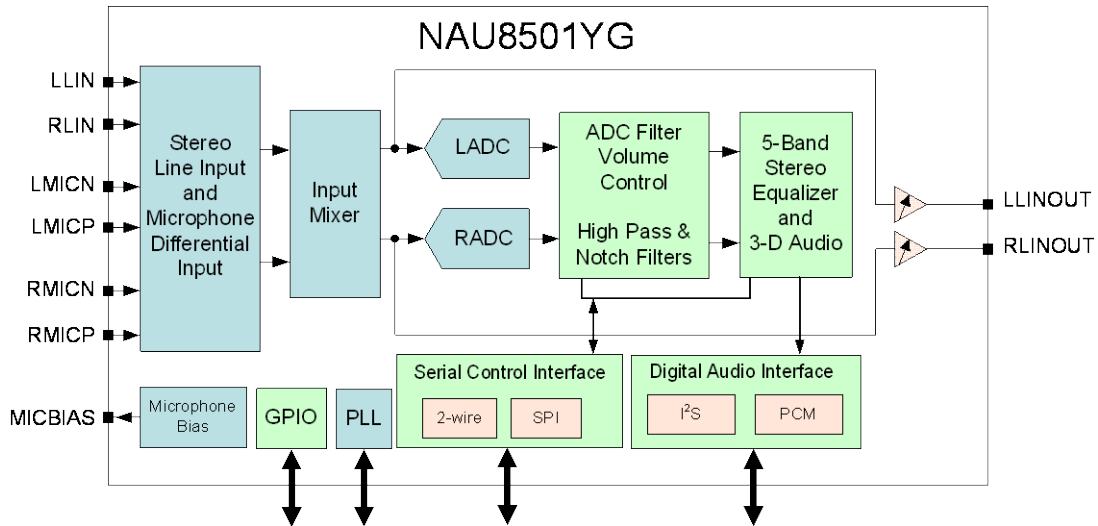 NAU8501YG
LLIN
RLIN
LMICN
LMICP
RMICN
RMICP
MICBIAS
Stereo
Line Input
and
Microphone
Differential
Input
Input
Mixer
LADC
RADC
ADC Filter
Volume
Control
High Pass &
Notch Filters
5-Band
Stereo
Equalizer
and
3-D Audio
LLINOUT
RLINOUT
Microphone
Bias
GPIO
PLL
Serial Control Interface
2-wire
SPI
Digital Audio Interface
I²S
PCM